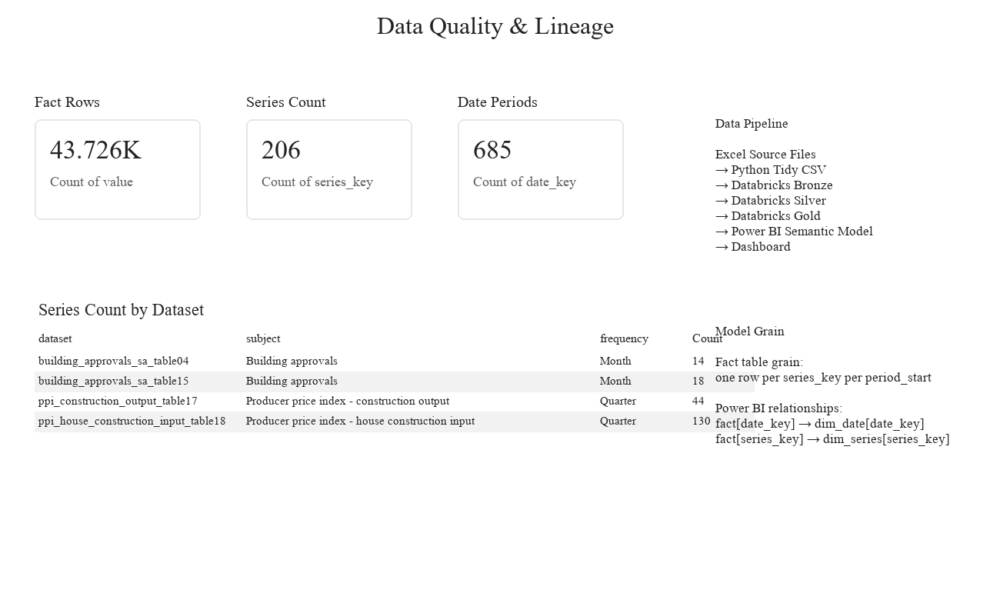 Data Quality & Lineage
Fact Rows
43.726K
Count of value
Series Count
206
Count of series_key
Date Periods
685
Count of date_key
Data Pipeline
Excel Source Files
→ Python Tidy CSV
→ Databricks Bronze
→ Databricks Silver
→ Databricks Gold
→ Power BI Semantic Model
→ Dashboard
Series Count by Dataset
dataset subject frequency Count
building_approvals_sa_table04 Building approvals Month 14
building_approvals_sa_table15 Building approvals Month 18
ppi_construction_output_table17 Producer price index - construction output Quarter 44
ppi_house_construction_input_table18 Producer price index - house construction input Quarter 130
Model Grain
Fact table grain:
one row per series_key per period_start
Power BI relationships:
fact[date_key] → dim_date[date_key]
fact[series_key] → dim_series[series_key]